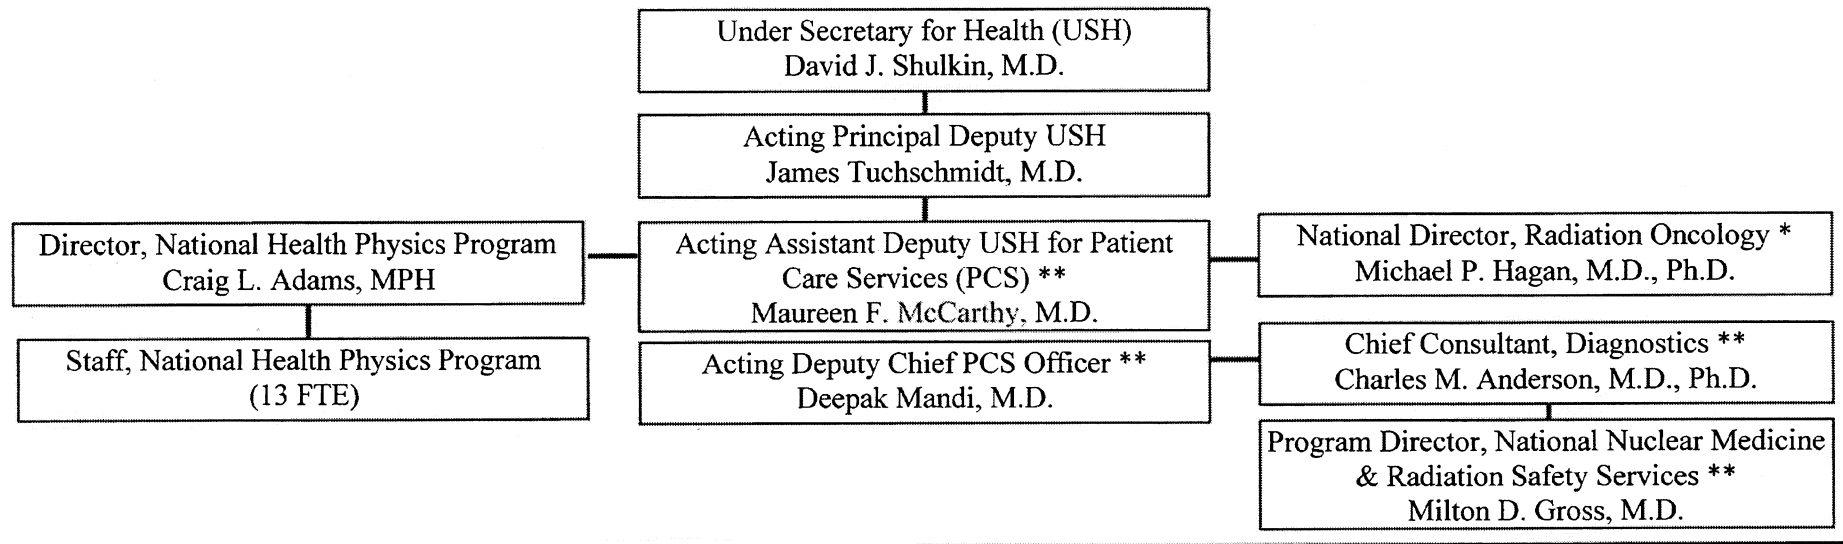 Under Secretary for Health (USH)
David J. Shulkin, M.D.
Acting Principal Deputy USH
James Tuchschmidt, M.D.
Director, National Health Physics Program
Craig L. Adams, MPH
Acting Assistant Deputy USH for Patient
Care Services (PCS) **
Maureen F. McCarthy, M.D.
National Director, Radiation Oncology *
Michael P. Hagan, M.D., Ph.D.
Staff, National Health Physics Program
(13 FTE)
Acting Deputy Chief PCS Officer **
Deepak Mandi, M.D.
Chief Consultant, Diagnostics **
Charles M. Anderson, M.D., Ph.D.
Program Director, National Nuclear Medicine
& Radiation Safety Services **
Milton D. Gross, M.D.